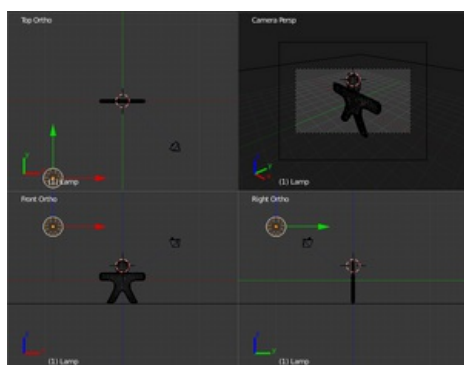 Top Ortho
Camera Persp
(1) Lamp
(1) Lamp
Front Ortho
Right Ortho
(1) Lamp
(1) Lamp